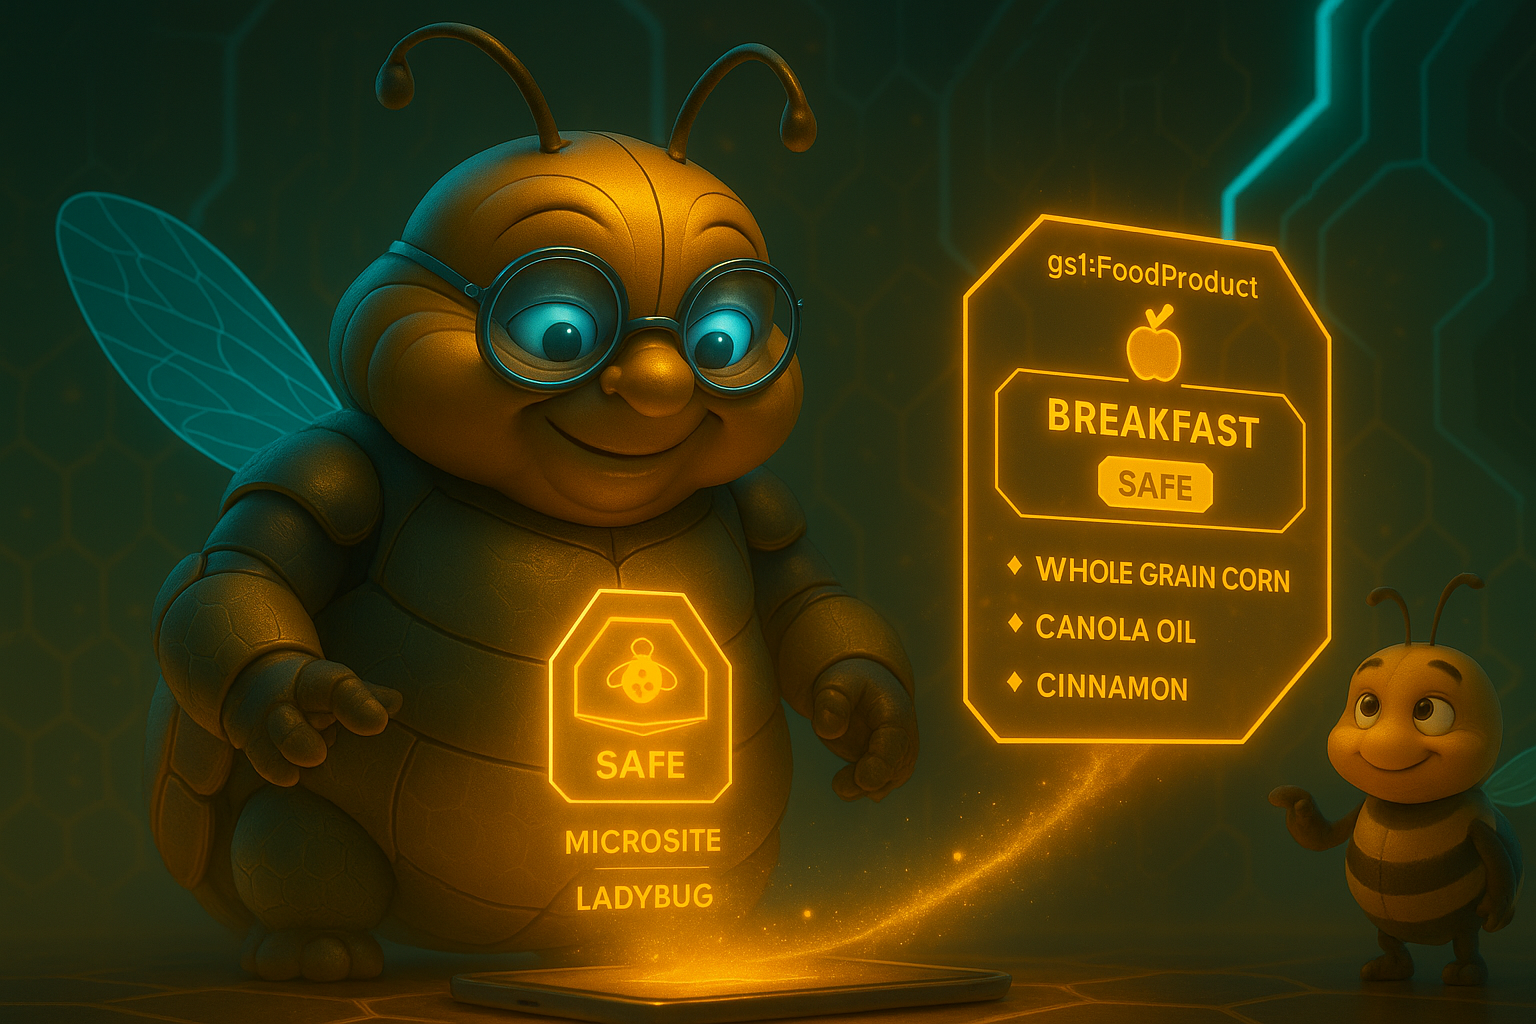 gs1:FoodProduct
BREAKFAST
SAFE
WHOLE GRAIN CORN
CANOLA OIL
CINNAMON
SAFE
MICROSITE
LADYBUG